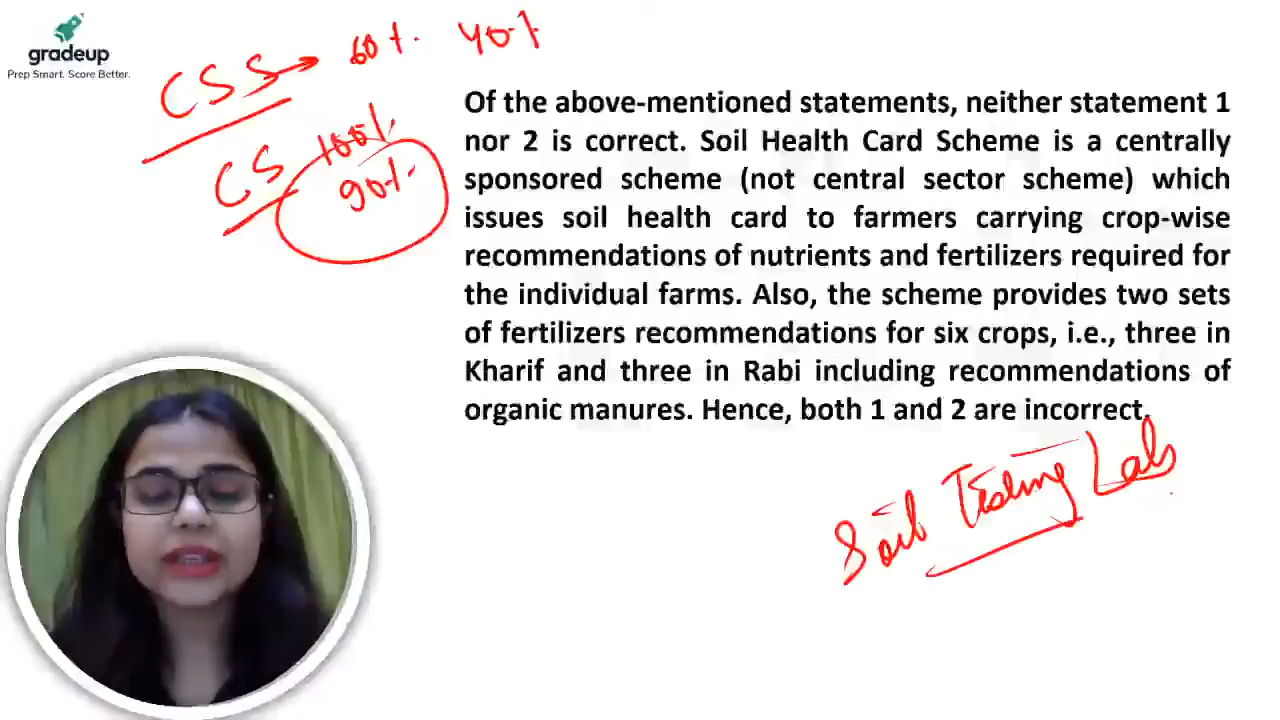 gradeup
Prep Smart. Score Better.
CSS → 60% 40%
CS 100%
90%
Of the above-mentioned statements, neither statement 1
nor 2 is correct. Soil Health Card Scheme is a centrally
sponsored scheme (not central sector scheme) which
issues soil health card to farmers carrying crop-wise
recommendations of nutrients and fertilizers required for
the individual farms. Also, the scheme provides two sets
of fertilizers recommendations for six crops, i.e., three in
Kharif and three in Rabi including recommendations of
organic manures. Hence, both 1 and 2 are incorrect.
Soil Testing Labs